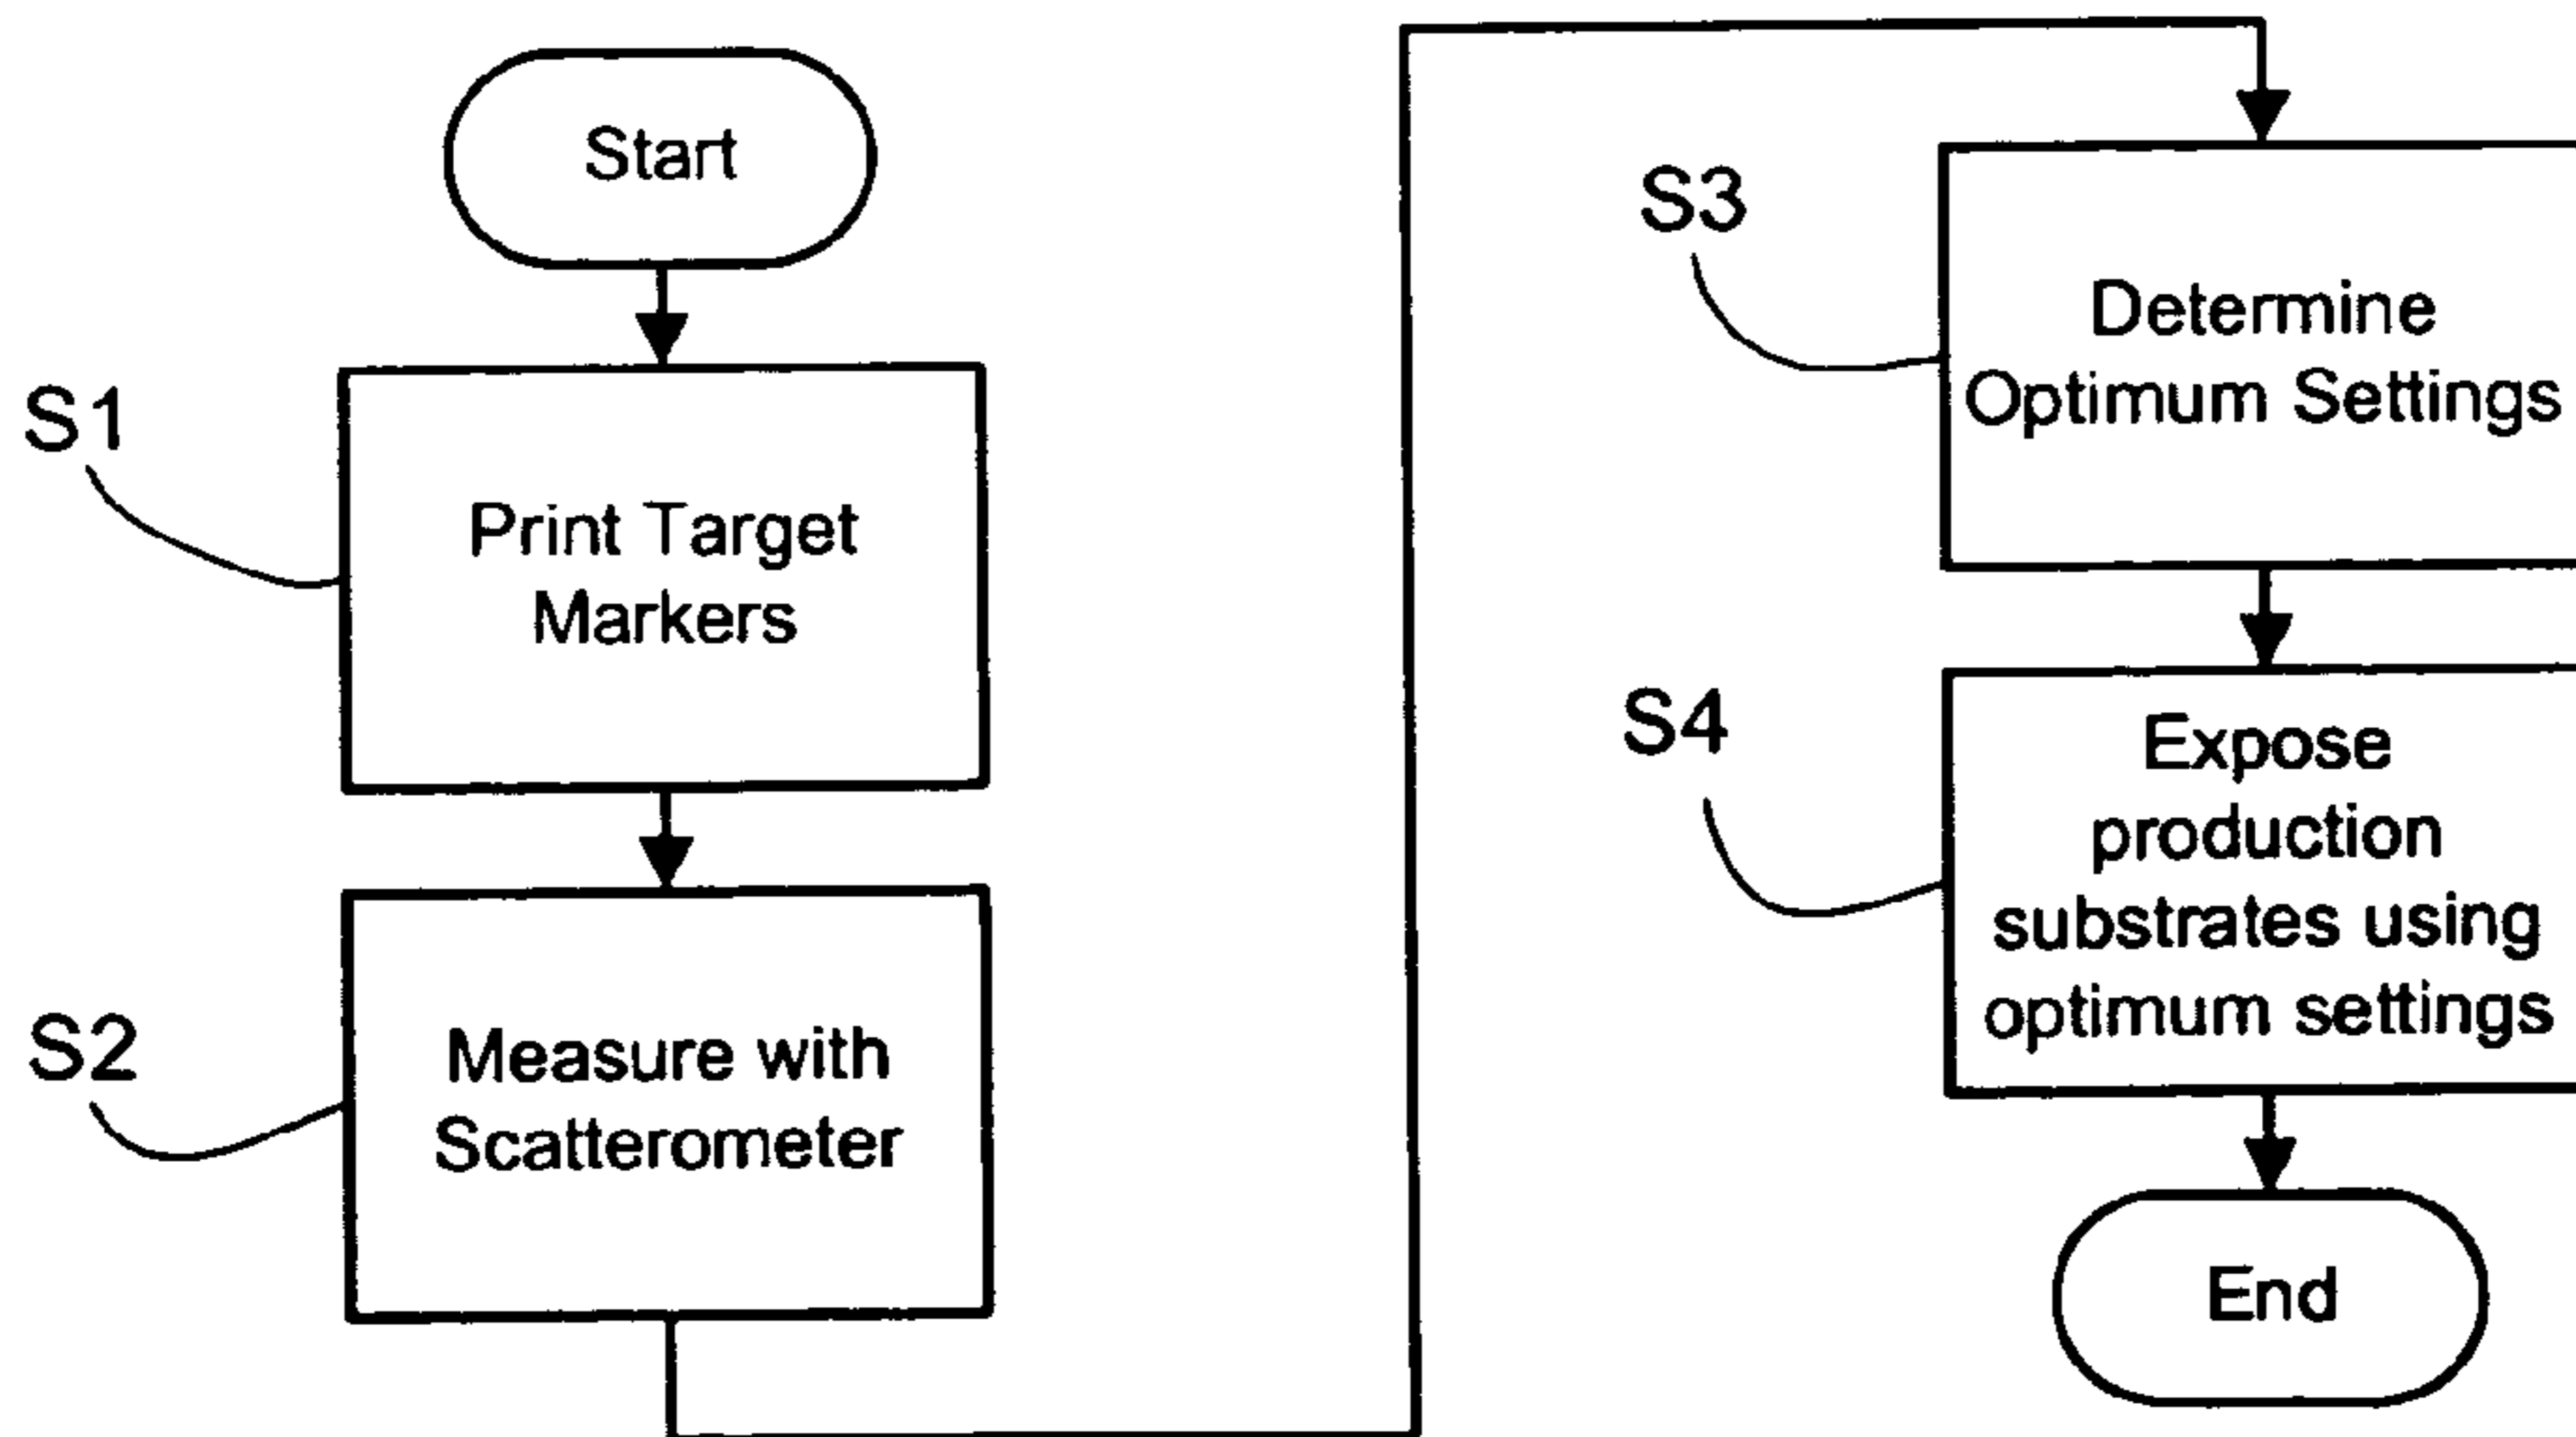 Start
S1
Print Target
Markers
S2
Measure with
Scatterometer
S3
Determine
Optimum Settings
S4
Expose
production
substrates using
optimum settings
End